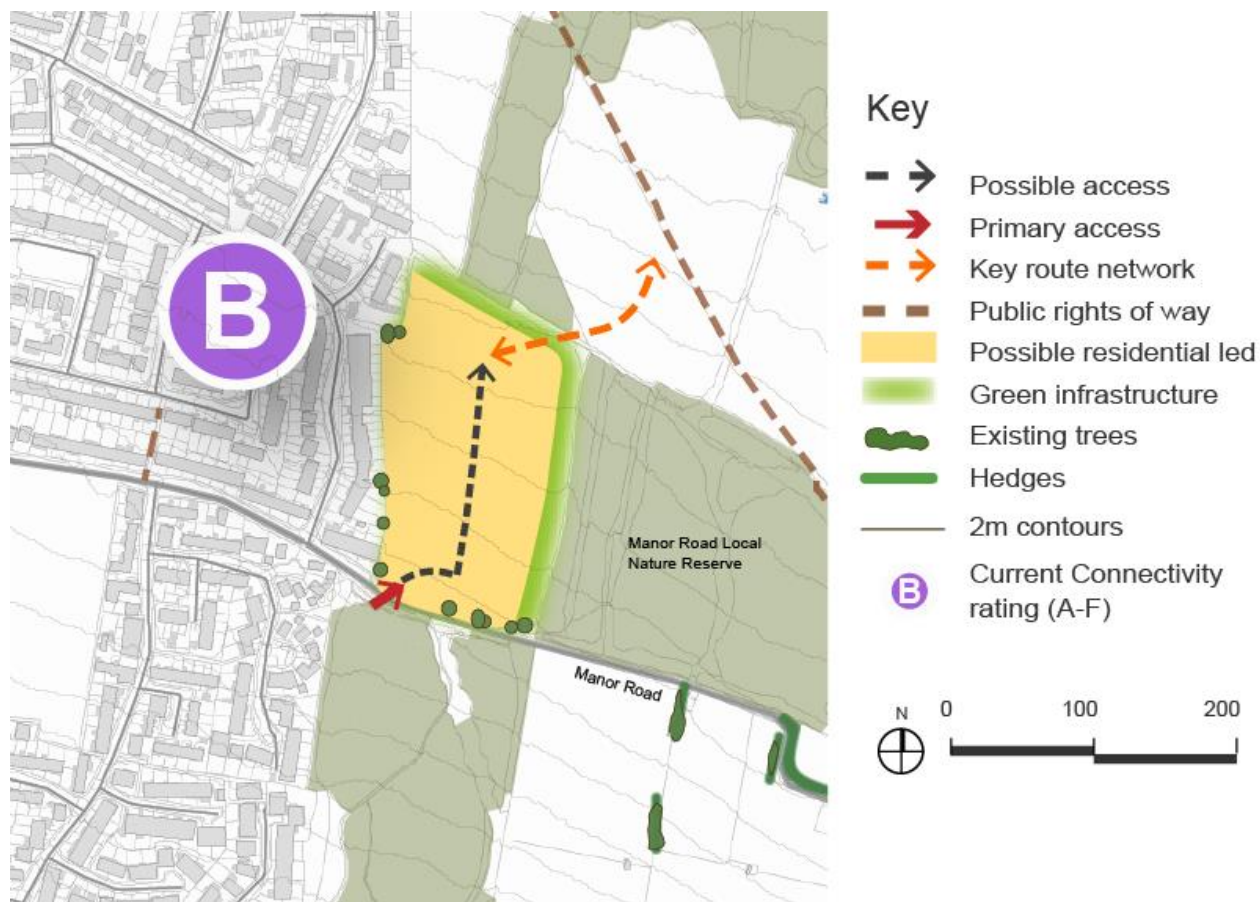 B
Manor Road Local
Nature Reserve
Manor Road
Key
Possible access
Primary access
Key route network
Public rights of way
Possible residential led
Green infrastructure
Existing trees
Hedges
2m contours
B
Current Connectivity
rating (A-F)
N
0 100 200